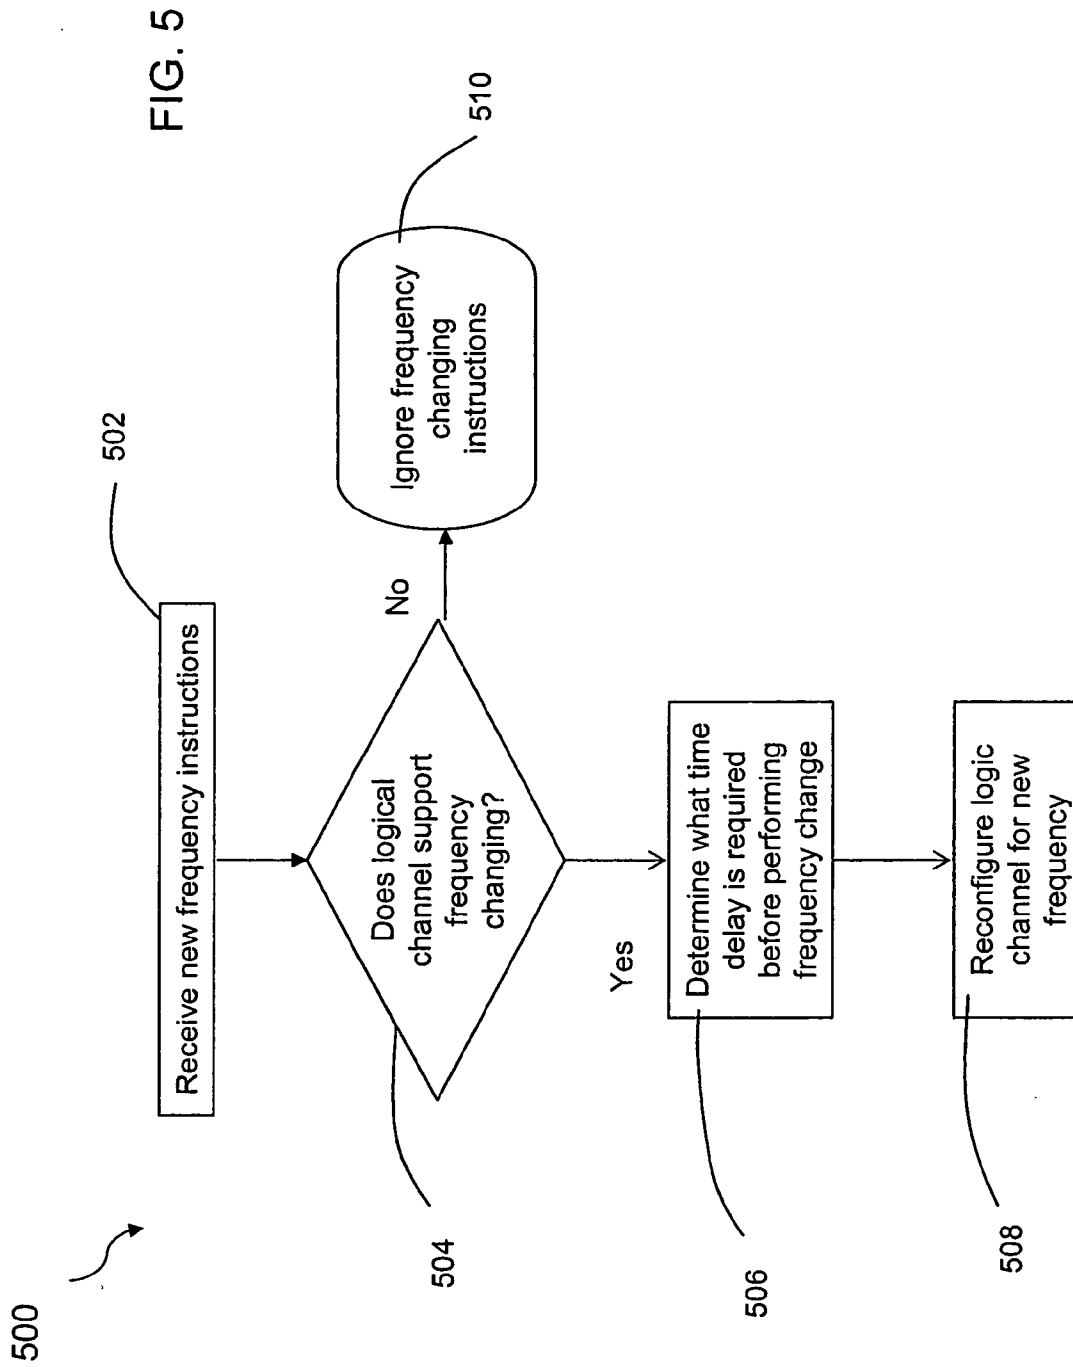 FIG. 5
500
502
Receive new frequency instructions
504
Does logical
channel support
frequency
changing?
No
510
Ignore frequency
changing
instructions
Yes
506
Determine what time
delay is required
before performing
frequency change
508
Reconfigure logic
channel for new
frequency